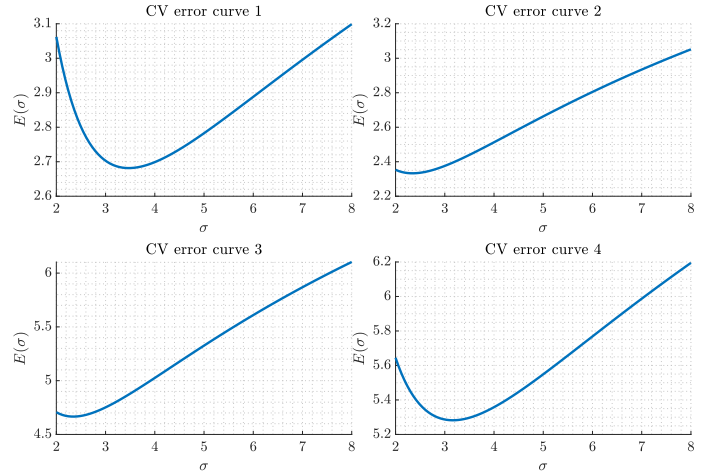 CV error curve 1
3.1
3
2.9
2.8
2.7
2.6
E(σ)
2 3 4 5 6 7 8
σ
CV error curve 2
3.2
3
2.8
2.6
2.4
2.2
E(σ)
2 3 4 5 6 7 8
σ
CV error curve 3
6
5.5
5
4.5
E(σ)
2 3 4 5 6 7 8
σ
CV error curve 4
6.2
6
5.8
5.6
5.4
5.2
E(σ)
2 3 4 5 6 7 8
σ